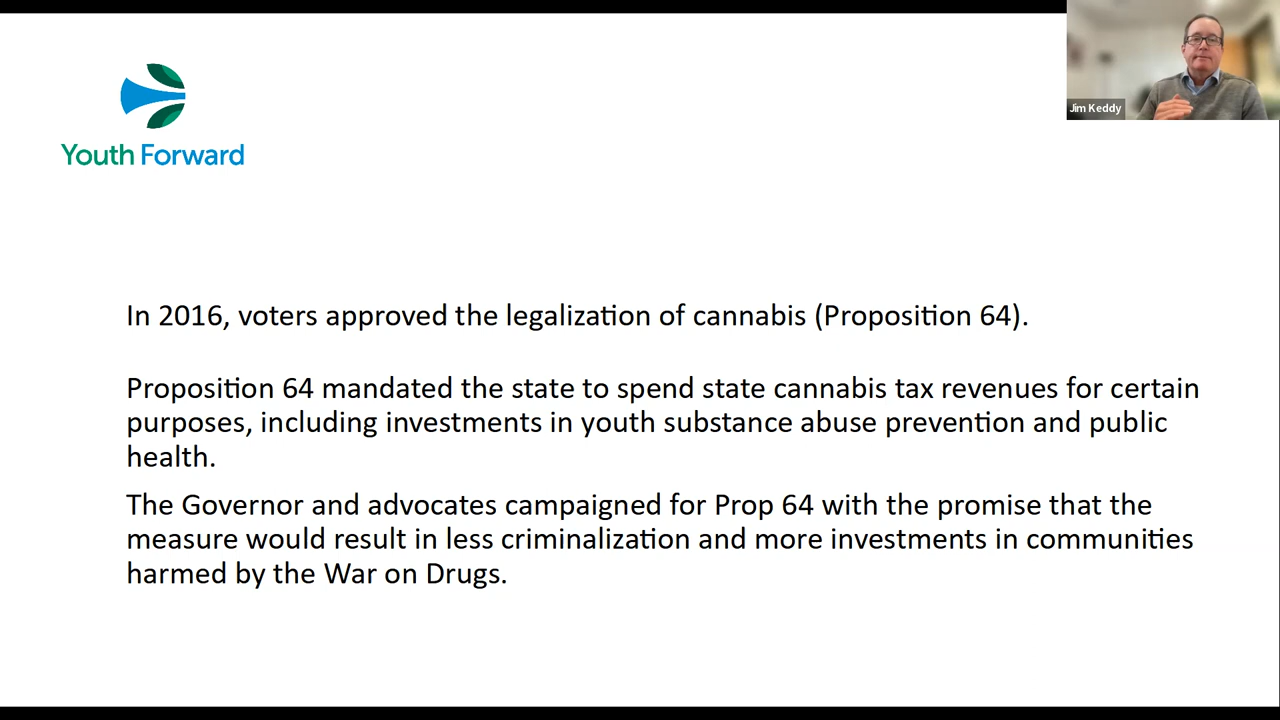 Jim Keddy
Youth Forward
In 2016, voters approved the legalization of cannabis (Proposition 64).
Proposition 64 mandated the state to spend state cannabis tax revenues for certain
purposes, including investments in youth substance abuse prevention and public
health.
The Governor and advocates campaigned for Prop 64 with the promise that the
measure would result in less criminalization and more investments in communities
harmed by the War on Drugs.